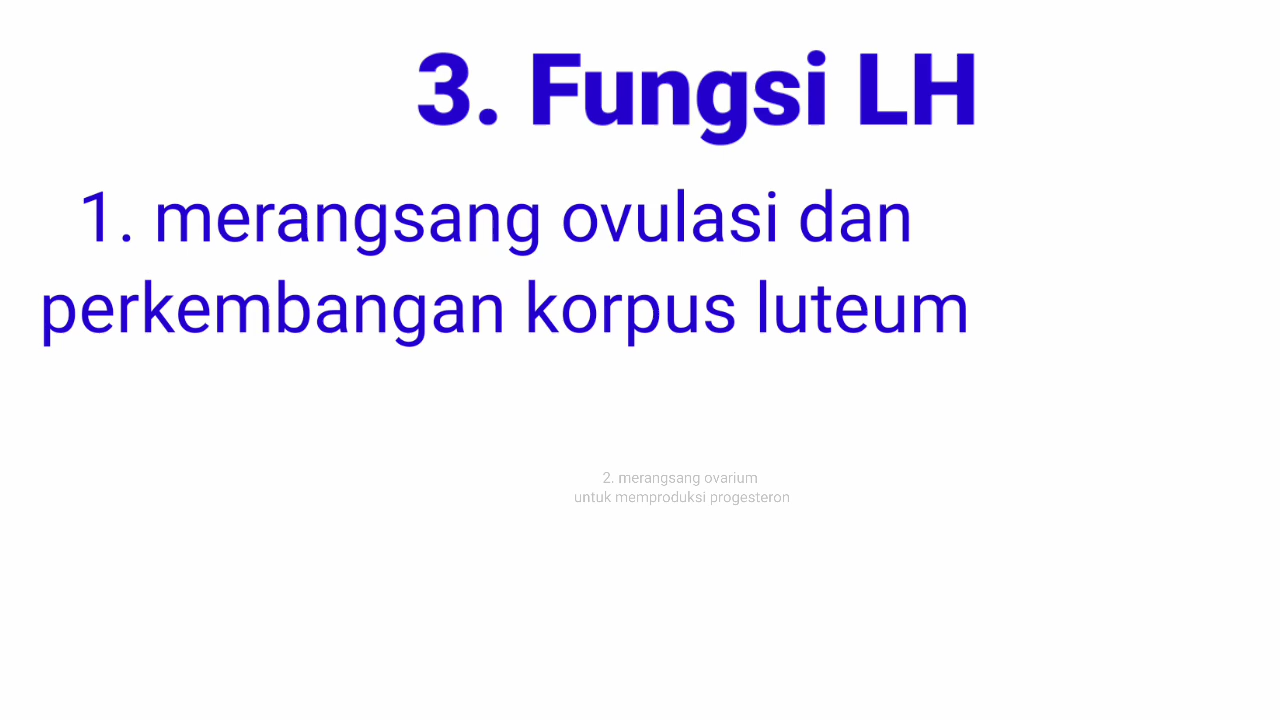 3. Fungsi LH
1. merangsang ovulasi dan
perkembangan korpus luteum
2. merangsang ovarium
untuk memproduksi progesteron